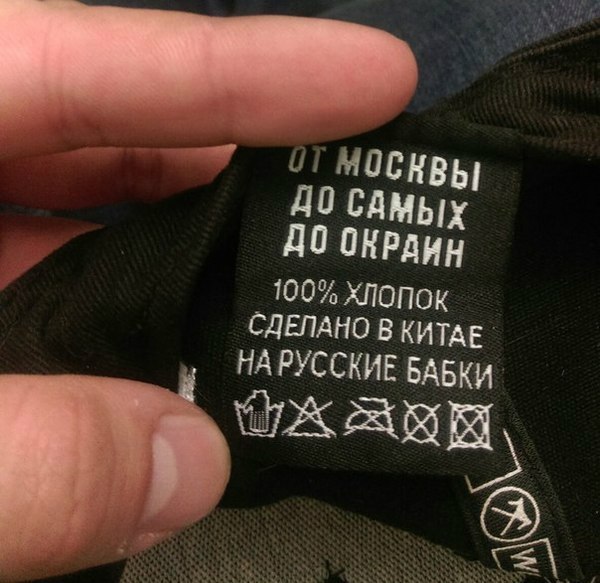 ОТ МОСКВЫ
ДО САМЫХ
ДО ОКРАИН
100% ХЛОПОК
СДЕЛАНО В КИТАЕ
НА РУССКИЕ БАБКИ